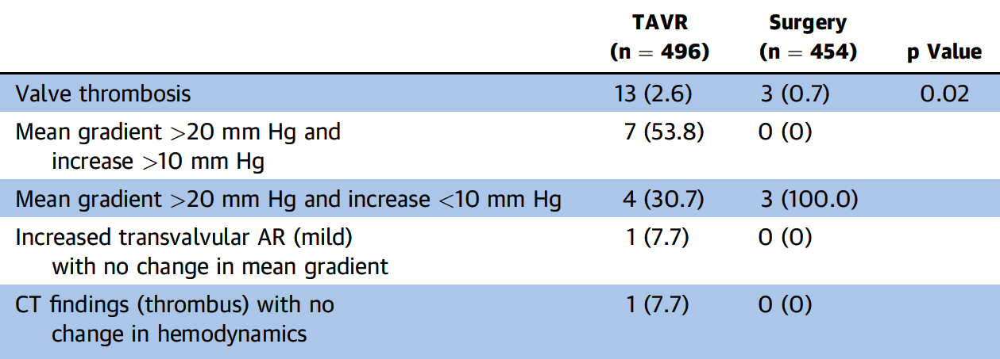 TAVR Surgery
(n = 496) (n = 454) p Value
Valve thrombosis 13 (2.6) 3 (0.7) 0.02
Mean gradient >20 mm Hg and 7 (53.8) 0 (0)
increase >10 mm Hg
Mean gradient >20 mm Hg and increase <10 mm Hg 4 (30.7) 3 (100.0)
Increased transvalvular AR (mild) 1 (7.7) 0 (0)
with no change in mean gradient
CT findings (thrombus) with no 1 (7.7) 0 (0)
change in hemodynamics